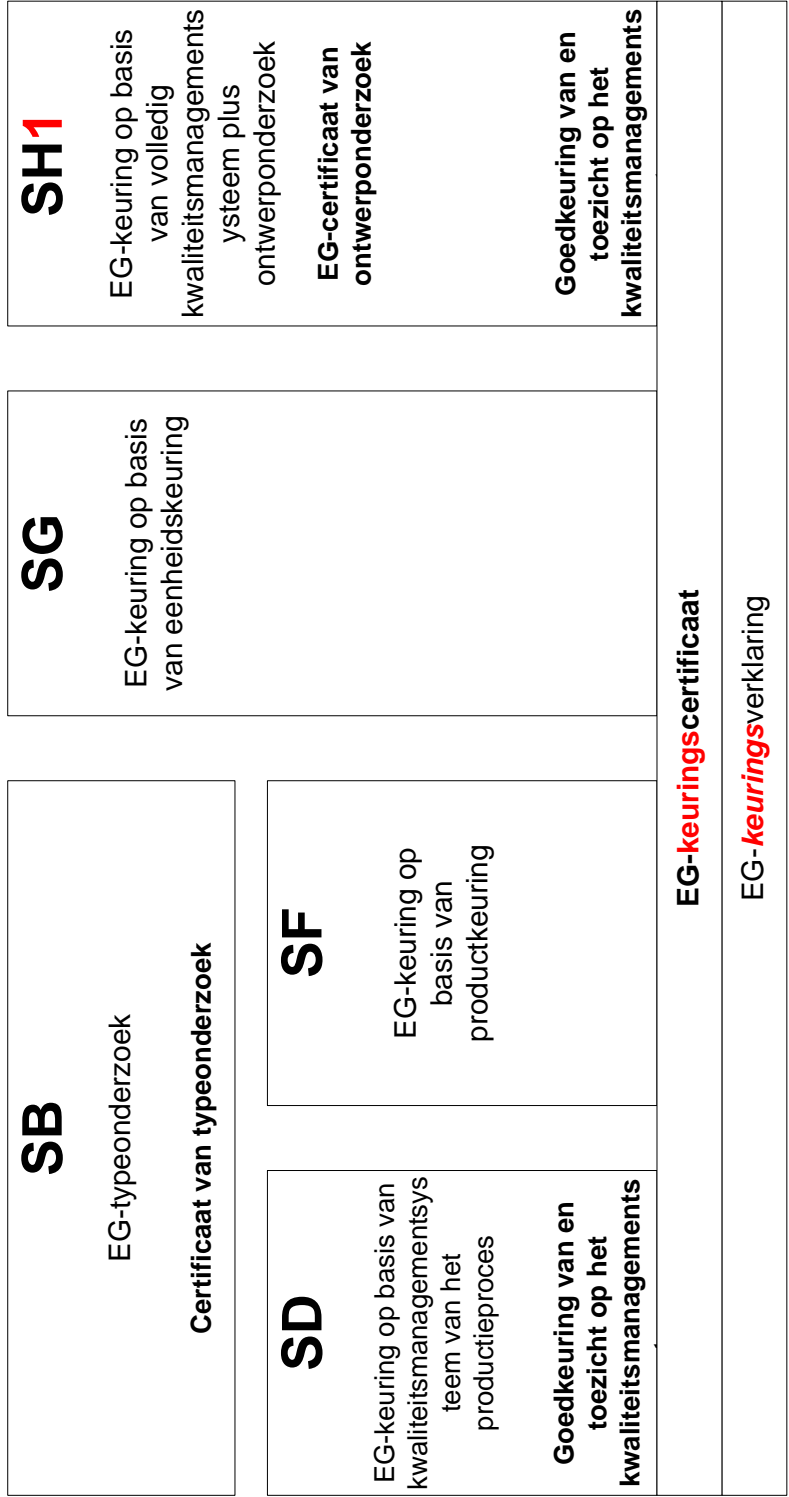 SB
EG-typeonderzoek
Certificaat van typeonderzoek
SD
EG-keuring op basis van
kwaliteitsmanagementsys
teem van het
productieproces
Goedkeuring van en
toezicht op het
kwaliteitsmanagements
SF
EG-keuring op
basis van
productkeuring
SG
EG-keuring op basis
van eenheidskeuring
SH1
EG-keuring op basis
van volledig
kwaliteitsmanagements
ysteem plus
ontwerponderzoek
EG-certificaat van
ontwerponderzoek
Goedkeuring van en
toezicht op het
kwaliteitsmanagements
EG-keuringscertificaat
EG-keuringsverklaring